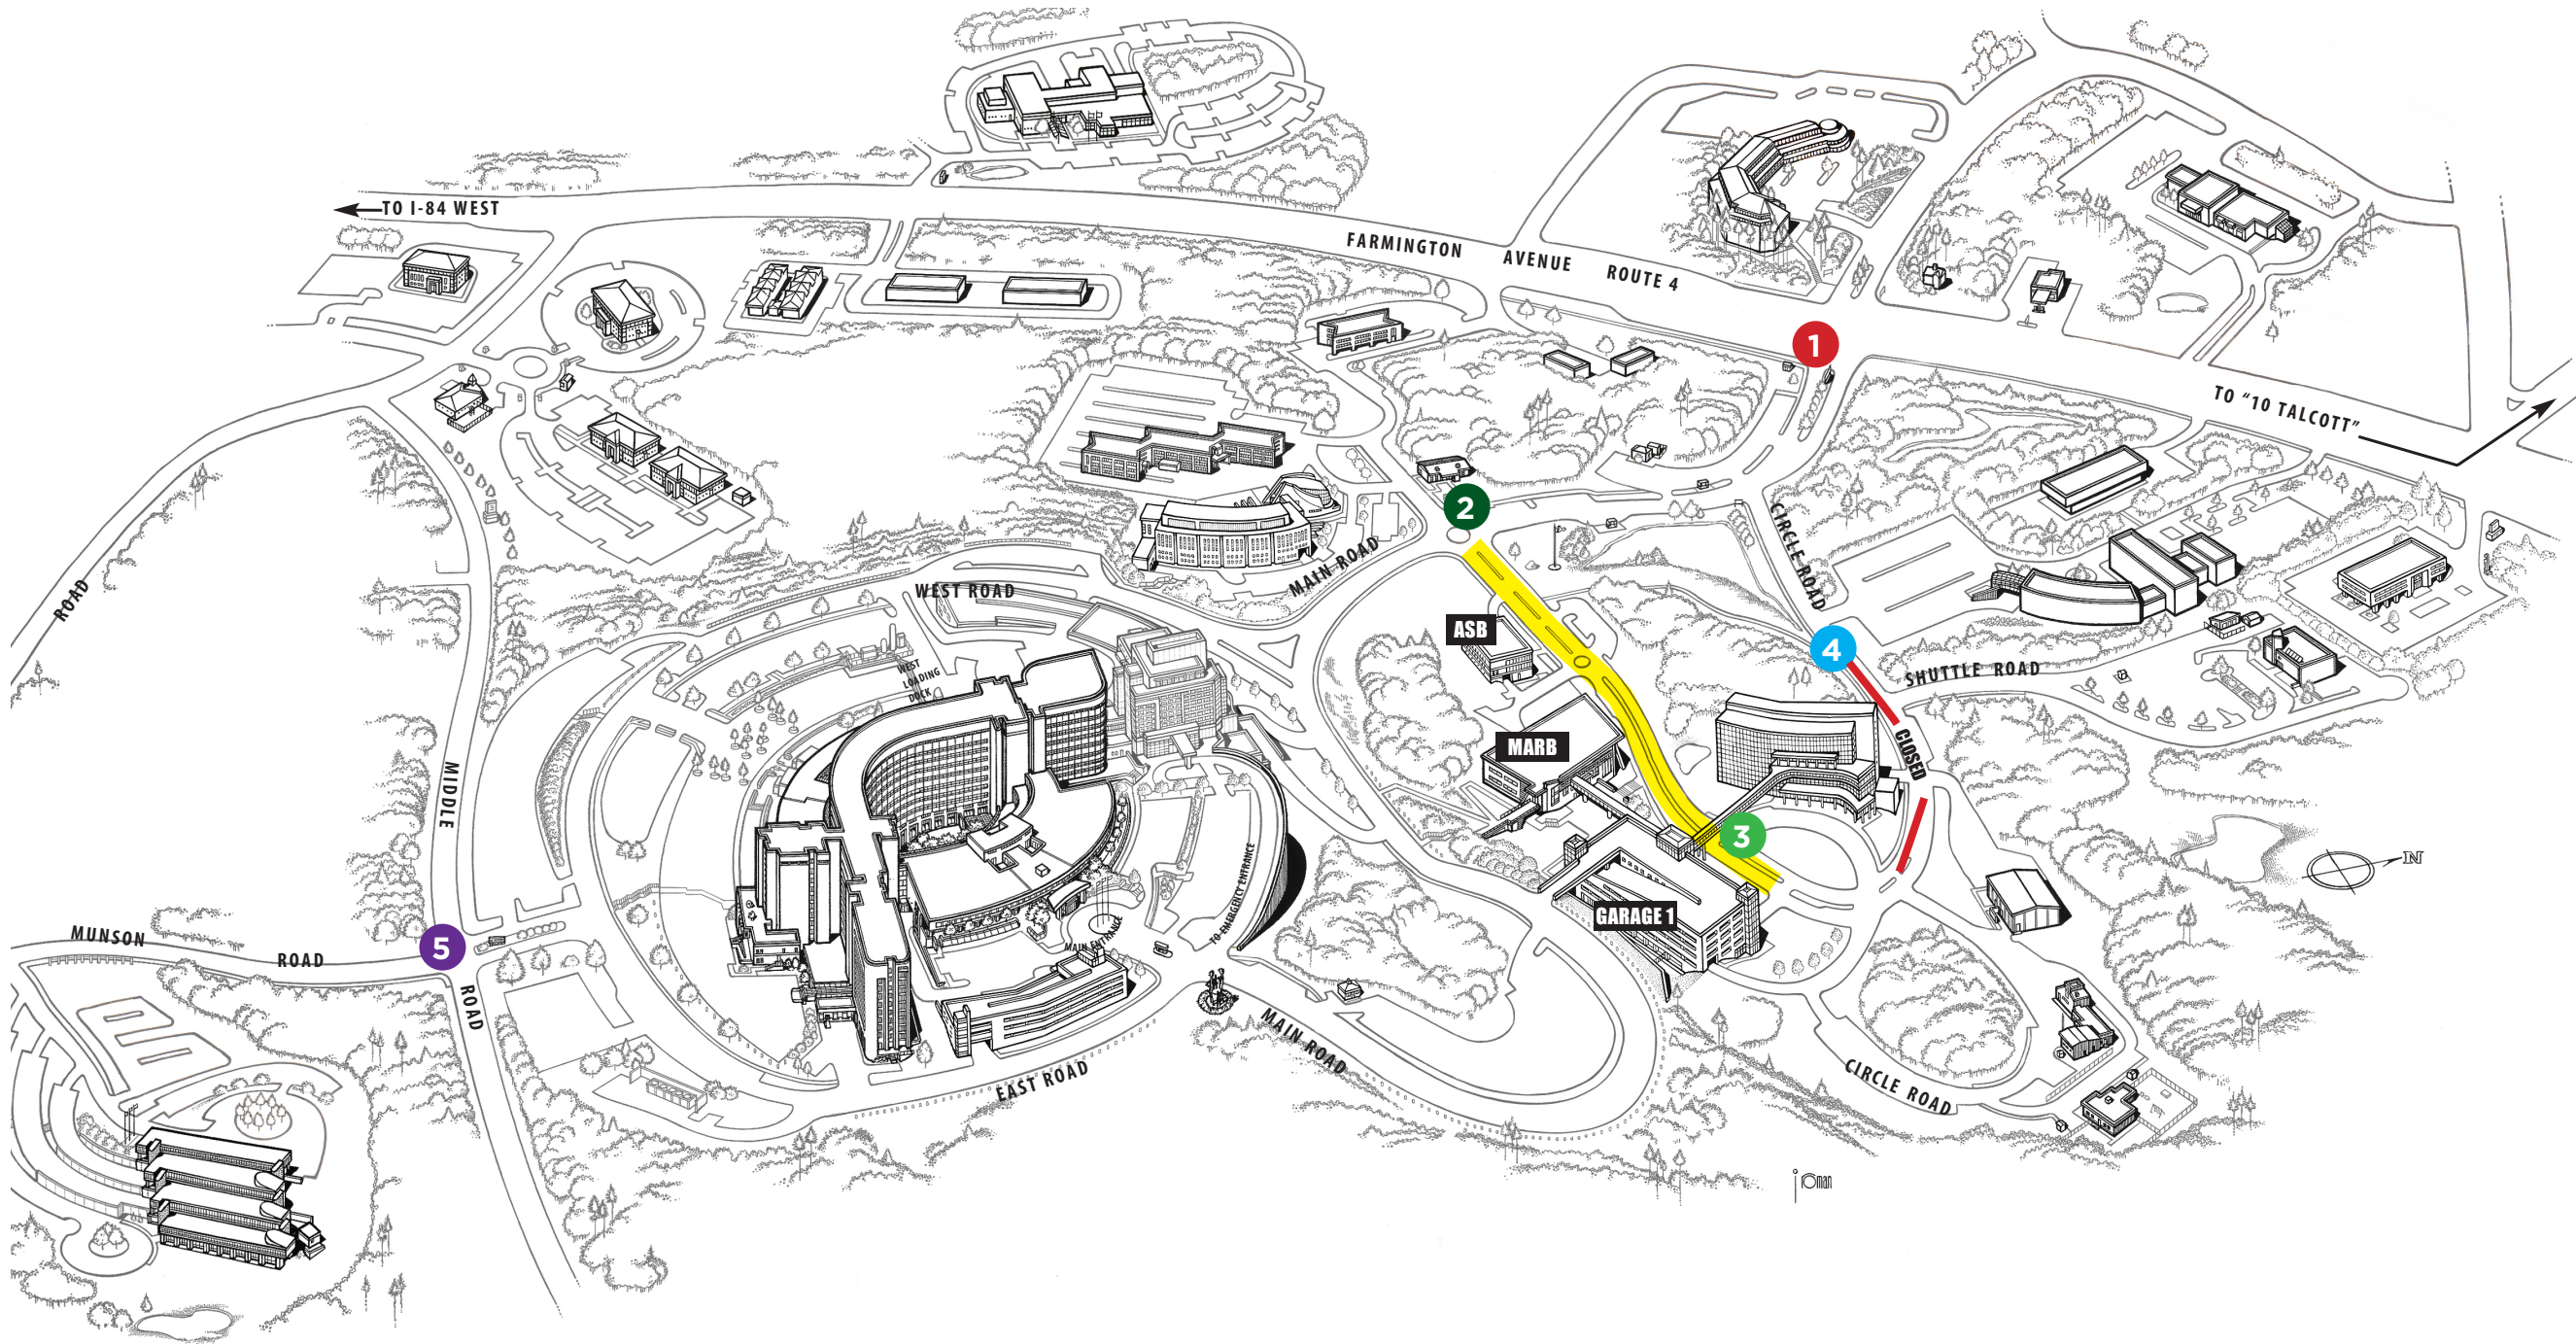 TO I-84 WEST
FARMINGTON AVENUE ROUTE 4
1
TO “10 TALCOTT”
2
CIRCLE ROAD
MAIN ROAD
WEST ROAD
ROAD
ASB
4
SHUTTLE ROAD
WEST
LOADING
DOCK
MARB
CLOSED
MIDDLE
3
N
TO EMERGENCY ENTRANCE
GARAGE 1
MAIN ENTRANCE
MUNSON ROAD
5
ROAD
MAIN ROAD
EAST ROAD
CIRCLE ROAD
j roman